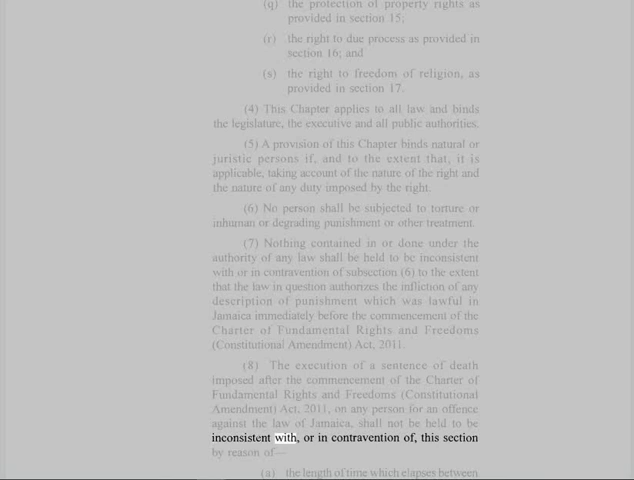 (q) the protection of property rights as
provided in section 15;
(r) the right to due process as provided in
section 16; and
(s) the right to freedom of religion, as
provided in section 17.
(4) This Chapter applies to all law and binds
the legislature, the executive and all public authorities.
(5) A provision of this Chapter binds natural or
juristic persons if, and to the extent that, it is
applicable, taking account of the nature of the right and
the nature of any duty imposed by the right.
(6) No person shall be subjected to torture or
inhuman or degrading punishment or other treatment.
(7) Nothing contained in or done under the
authority of any law shall be held to be inconsistent
with or in contravention of subsection (6) to the extent
that the law in question authorizes the infliction of any
description of punishment which was lawful in
Jamaica immediately before the commencement of the
Charter of Fundamental Rights and Freedoms
(Constitutional Amendment) Act, 2011.
(8) The execution of a sentence of death
imposed after the commencement of the Charter of
Fundamental Rights and Freedoms (Constitutional
Amendment) Act, 2011, on any person for an offence
against the law of Jamaica, shall not be held to be
inconsistent with, or in contravention of, this section
by reason of—
(a) the length of time which elapses between